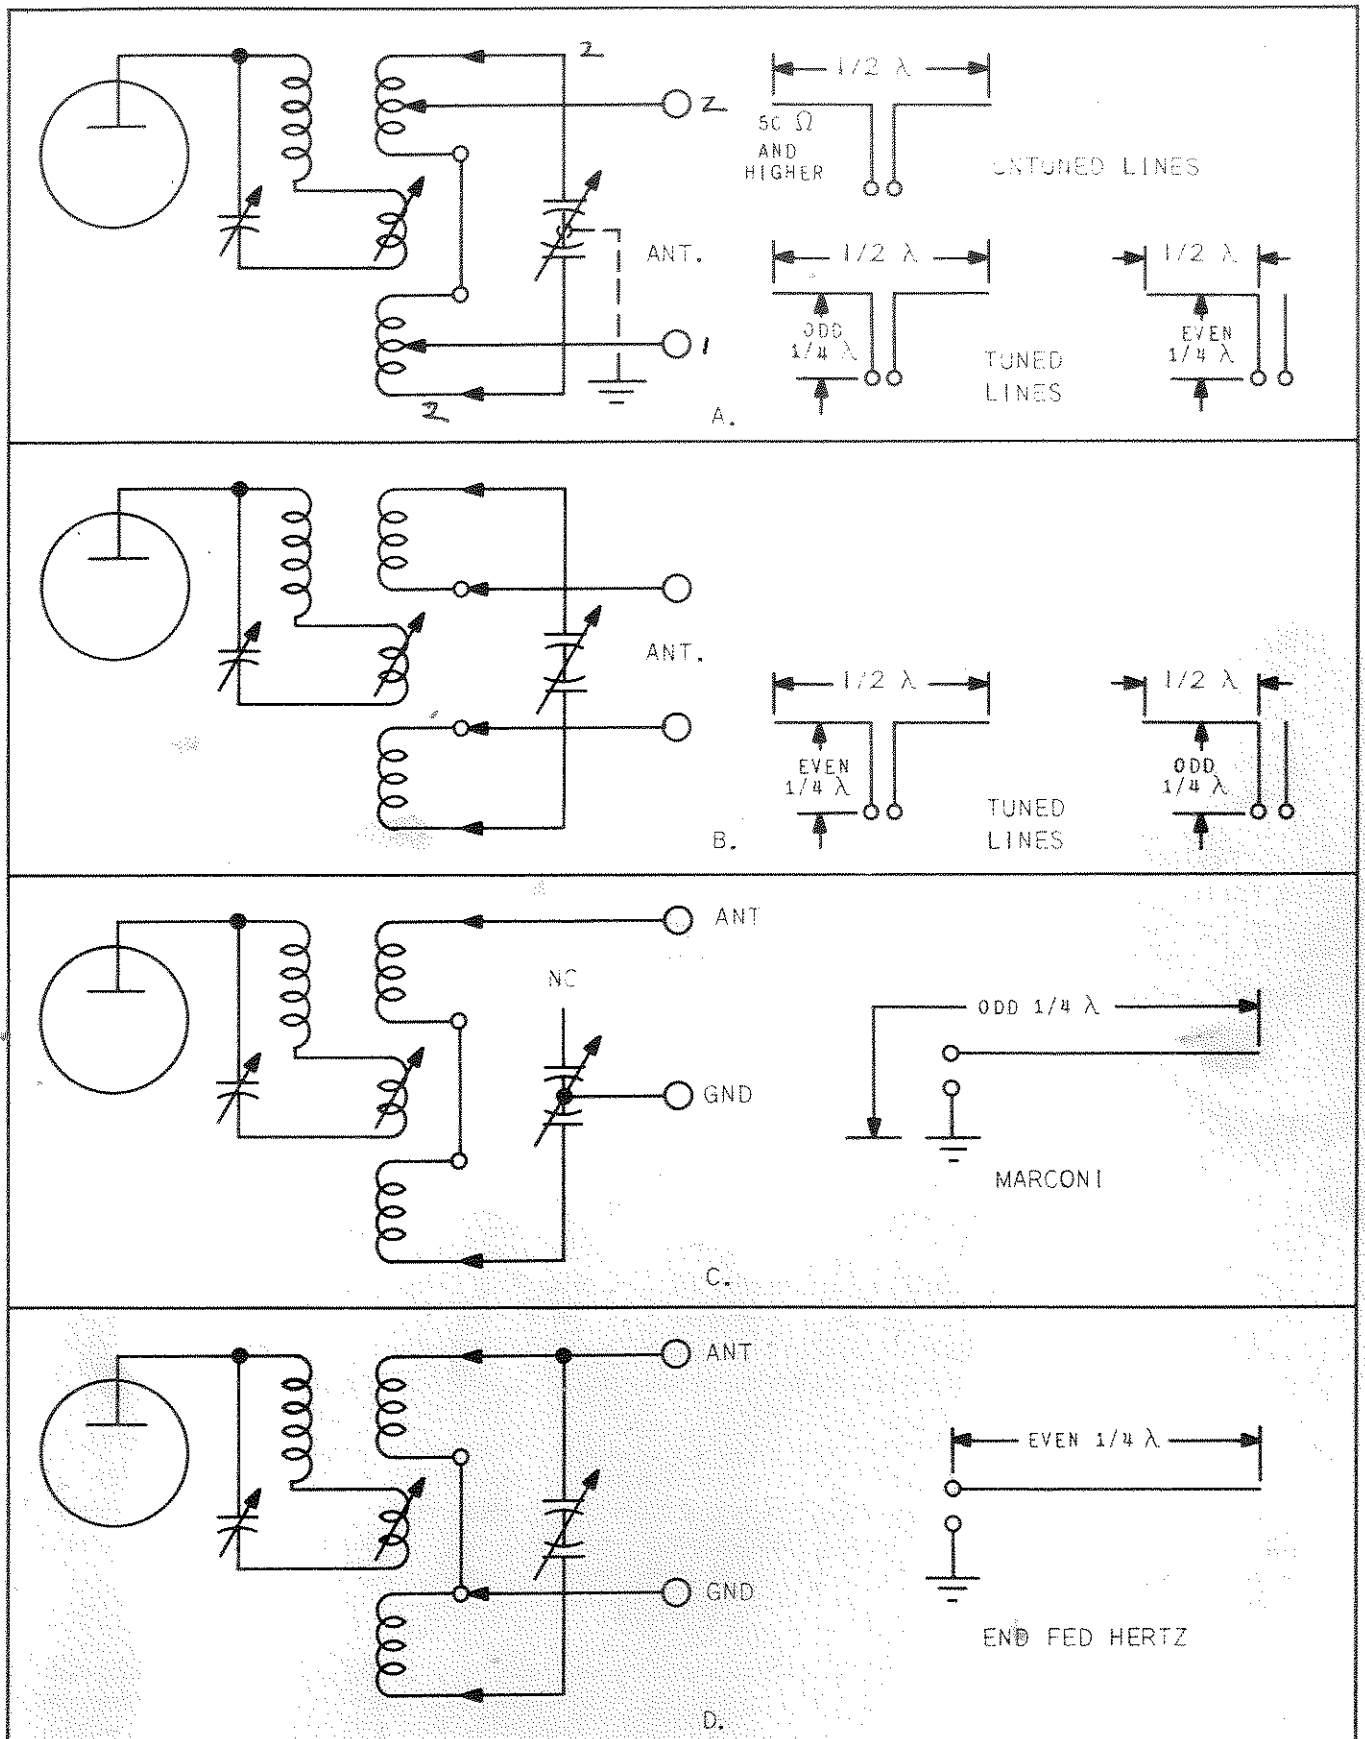 2
1/2 λ
2
5C Ω
AND
HIGHER
UNTUNED LINES
ANT.
1/2 λ
1/2 λ
ODD
1/4 λ
EVEN
1/4 λ
1
TUNED
LINES
2
A.
ANT.
1/2 λ
1/2 λ
EVEN
1/4 λ
ODD
1/4 λ
TUNED
LINES
B.
ANT
NC
ODD 1/4 λ
GND
MARCONI
C.
ANT
EVEN 1/4 λ
GND
END FED HERTZ
D.